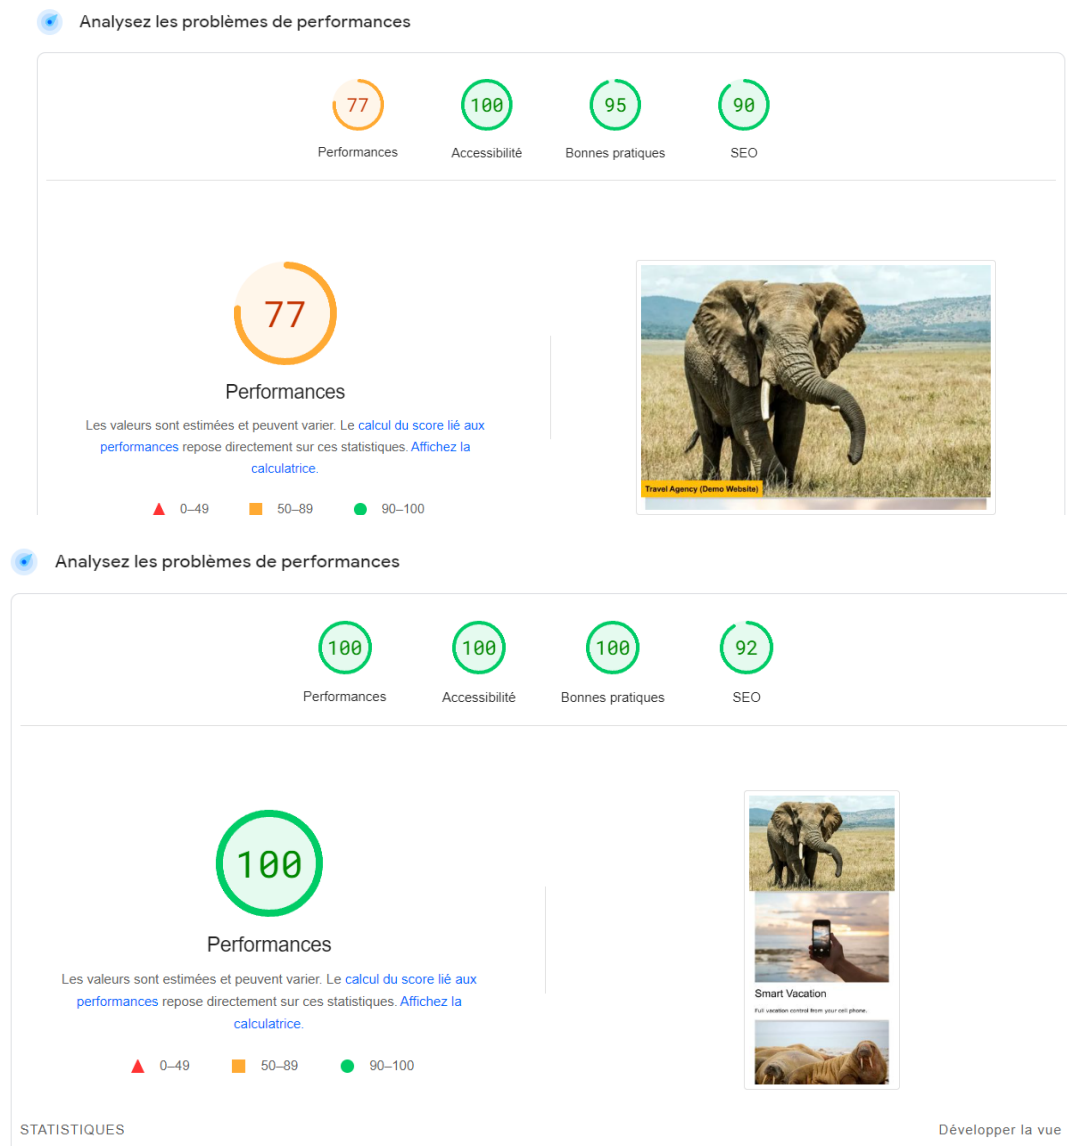 Analysez les problèmes de performances
77
100
95
90
Performances
Accessibilité
Bonnes pratiques
SEO
77
Performances
Les valeurs sont estimées et peuvent varier. Le calcul du score lié aux
performances repose directement sur ces statistiques. Affichez la
calculatrice.
0–49
50–89
90–100
Travel Agency (Demo Website)
Analysez les problèmes de performances
100
100
100
92
Performances
Accessibilité
Bonnes pratiques
SEO
100
Performances
Les valeurs sont estimées et peuvent varier. Le calcul du score lié aux
performances repose directement sur ces statistiques. Affichez la
calculatrice.
0–49
50–89
90–100
Smart Vacation
Full vacation control from your cell phone.
STATISTIQUES
Développer la vue